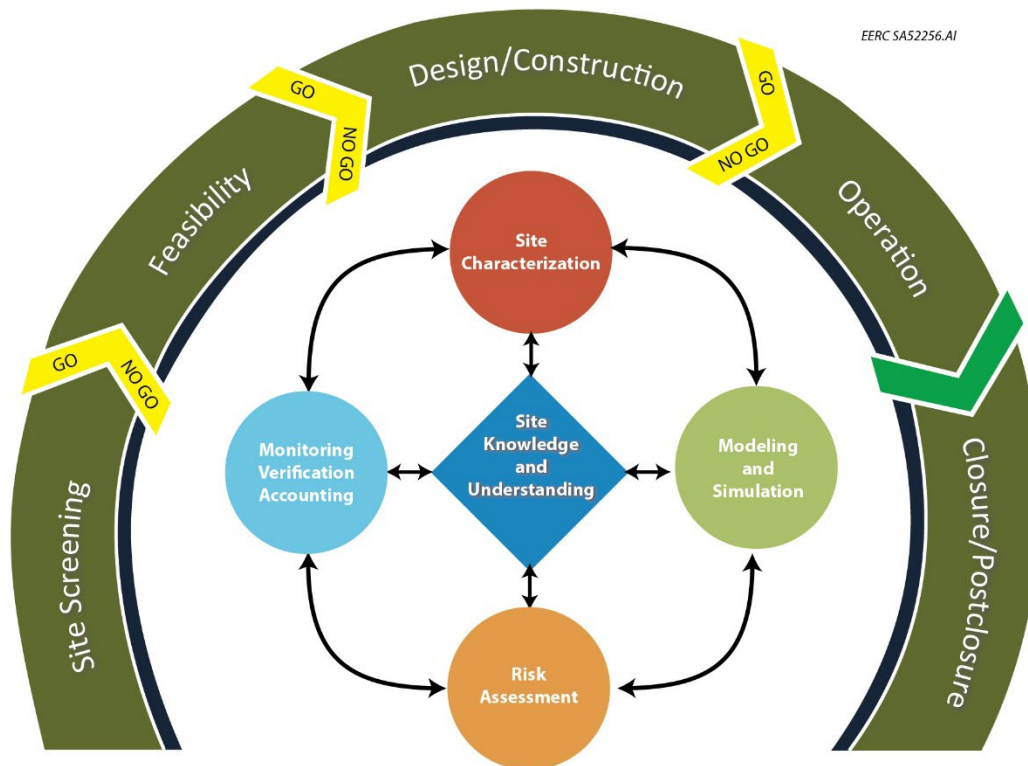 EERC SA52256.AI
Site Screening
GO
NO GO
Feasibility
GO
NO GO
Design/Construction
GO
NO GO
Operation
Closure/Postclosure
Site
Characterization
Monitoring
Verification
Accounting
Site
Knowledge
and
Understanding
Modeling
and
Simulation
Risk
Assessment